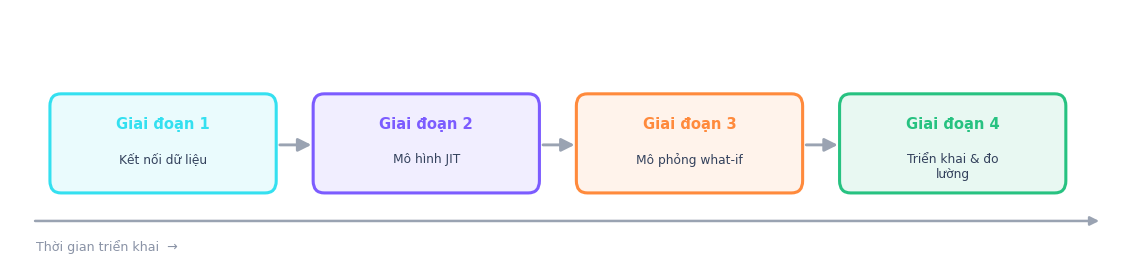 Giai đoạn 1
Kết nối dữ liệu
Giai đoạn 2
Mô hình JIT
Giai đoạn 3
Mô phỏng what-if
Giai đoạn 4
Triển khai & đo
lường
Thời gian triển khai →